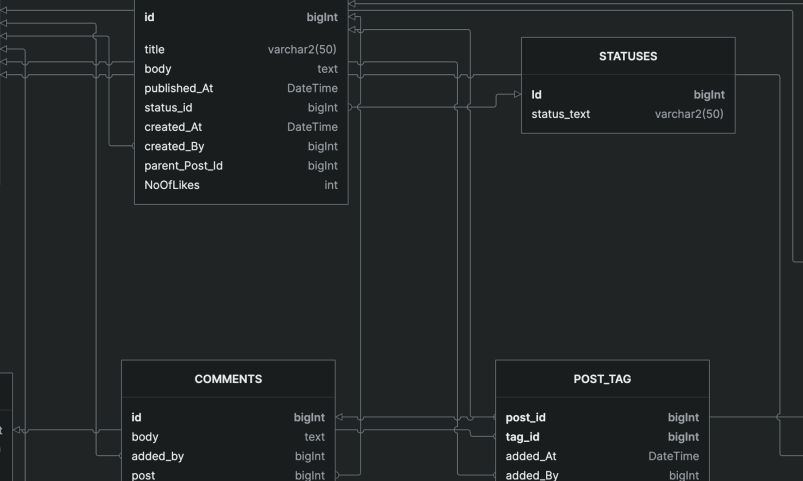 id bigInt
title varchar2(50)
body text
published_At DateTime
status_id bigInt
created_At DateTime
created_By bigInt
parent_Post_Id bigInt
NoOfLikes int
STATUSES
Id bigInt
status_text varchar2(50)
COMMENTS
id bigInt
body text
added_by bigInt
post bigInt
POST_TAG
post_id bigInt
tag_id bigInt
added_At DateTime
added_By bigInt